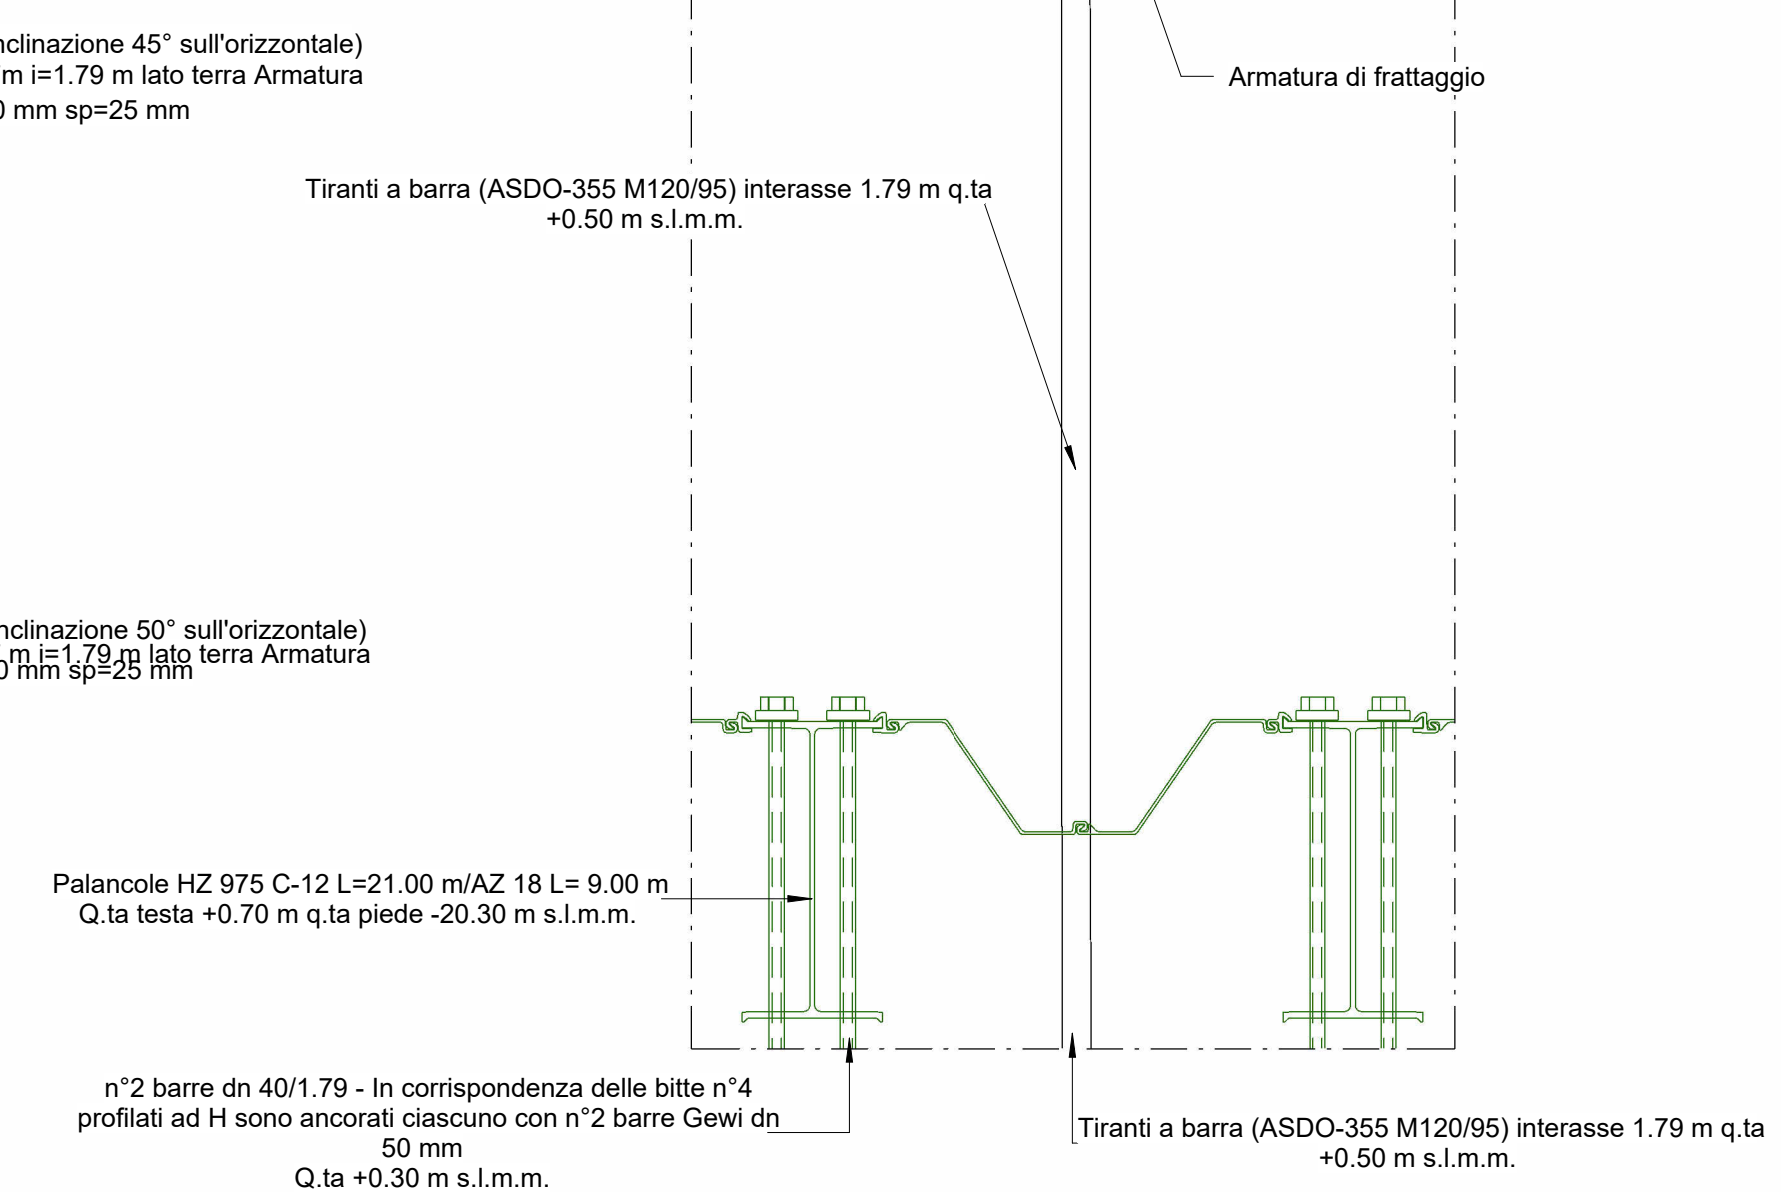 nclinazione 45° sull'orizzontale)
m i=1.79 m lato terra Armatura
0 mm sp=25 mm
Armatura di frattaggio
Tiranti a barra (ASDO-355 M120/95) interasse 1.79 m q.ta
+0.50 m s.l.m.m.
nclinazione 50° sull'orizzontale)
m i=1.79 m lato terra Armatura
0 mm sp=25 mm
Palancole HZ 975 C-12 L=21.00 m/AZ 18 L= 9.00 m
Q.ta testa +0.70 m q.ta piede -20.30 m s.l.m.m.
n°2 barre dn 40/1.79 - In corrispondenza delle bitte n°4
profilati ad H sono ancorati ciascuno con n°2 barre Gewi dn
50 mm
Q.ta +0.30 m s.l.m.m.
Tiranti a barra (ASDO-355 M120/95) interasse 1.79 m q.ta
+0.50 m s.l.m.m.